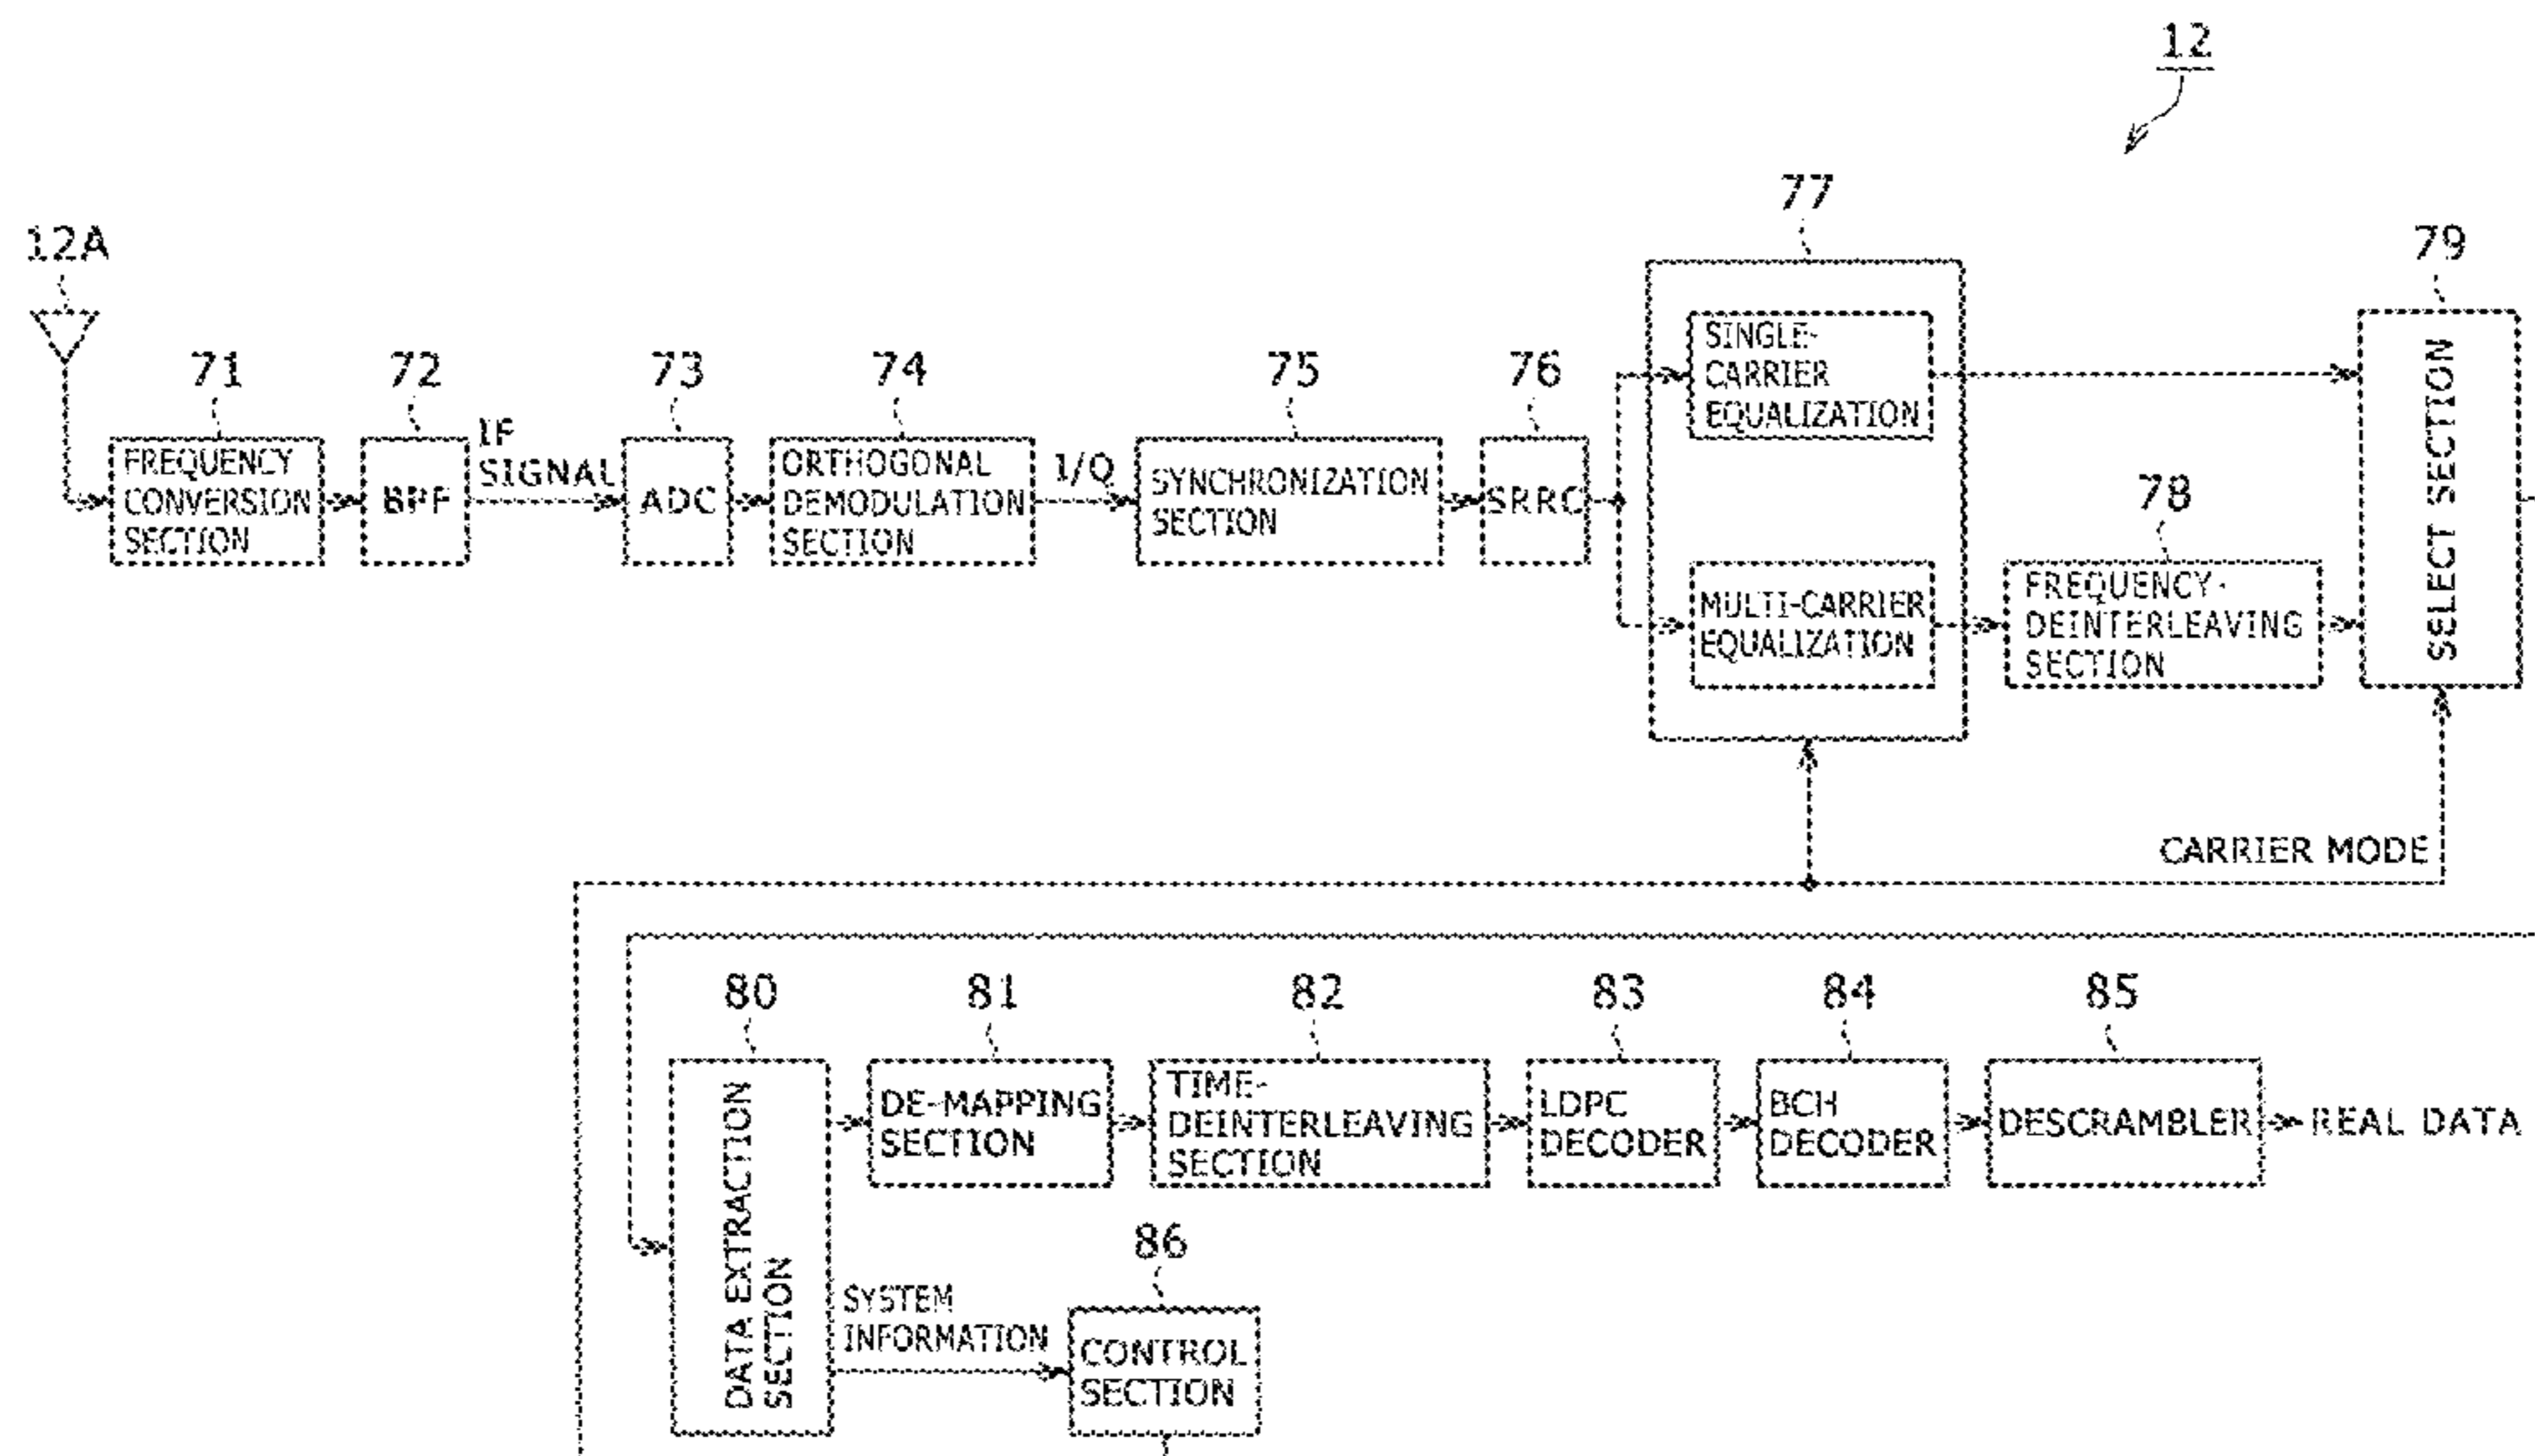 12
12A
71
FREQUENCY
CONVERSION
SECTION
72
BPF
IF
SIGNAL
73
ADC
74
ORTHOGONAL
DEMODULATION
SECTION
I/Q
75
SYNCHRONIZATION
SECTION
76
SRRC
77
SINGLE-
CARRIER
EQUALIZATION
MULTI-CARRIER
EQUALIZATION
78
FREQUENCY-
DEINTERLEAVING
SECTION
79
SELECT SECTION
CARRIER MODE
80
DATA EXTRACTION
SECTION
81
DE-MAPPING
SECTION
82
TIME-
DEINTERLEAVING
SECTION
83
LDPC
DECODER
84
BCH
DECODER
85
DESCRAMBLER
REAL DATA
SYSTEM
INFORMATION
86
CONTROL
SECTION